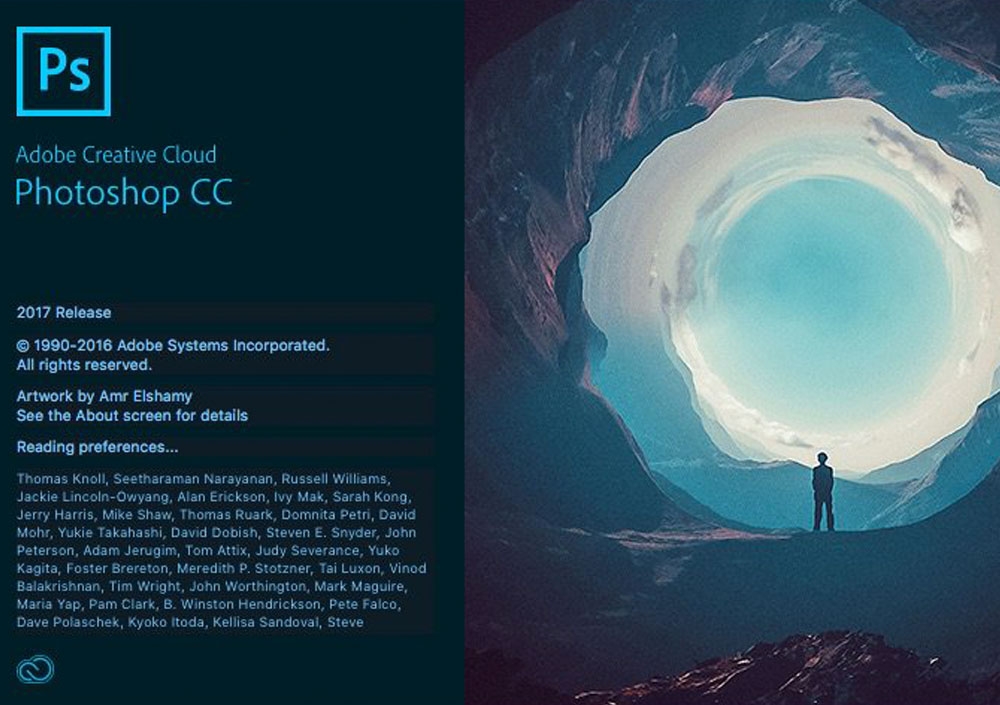 Ps
Adobe Creative Cloud
Photoshop CC
2017 Release
© 1990-2016 Adobe Systems Incorporated.
All rights reserved.
Artwork by Amr Elshamy
See the About screen for details
Reading preferences...
Thomas Knoll, Seetharaman Narayanan, Russell Williams,
Jackie Lincoln-Owyang, Alan Erickson, Ivy Mak, Sarah Kong,
Jerry Harris, Mike Shaw, Thomas Ruark, Domnita Petri, David
Mohr, Yukie Takahashi, David Dobish, Steven E. Snyder, John
Peterson, Adam Jerugim, Tom Attix, Judy Severance, Yuko
Kagita, Foster Brereton, Meredith P. Stotzner, Tai Luxon, Vinod
Balakrishnan, Tim Wright, John Worthington, Mark Maguire,
Maria Yap, Pam Clark, B. Winston Hendrickson, Pete Falco,
Dave Polaschek, Kyoko Itoda, Kellisa Sandoval, Steve